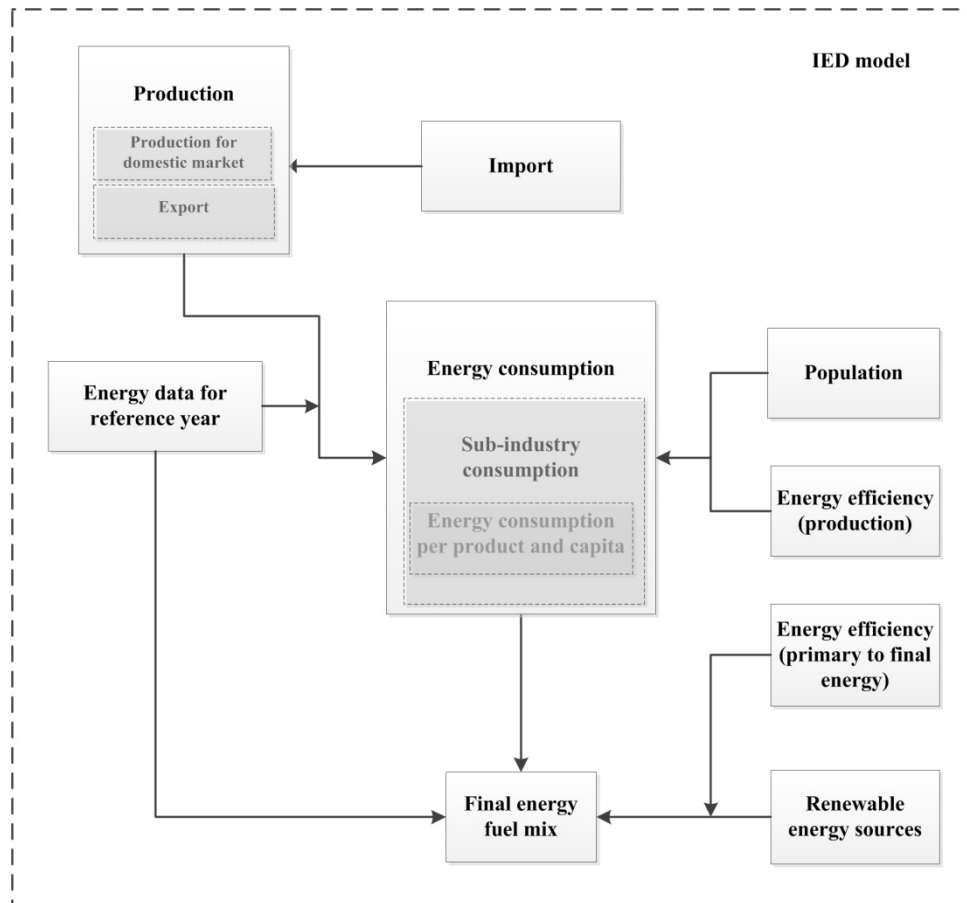 IED model
Production
Production for
domestic market
Export
Import
Energy consumption
Sub-industry
consumption
Energy consumption
per product and capita
Energy data for
reference year
Population
Energy efficiency
(production)
Energy efficiency
(primary to final
energy)
Final energy
fuel mix
Renewable
energy sources